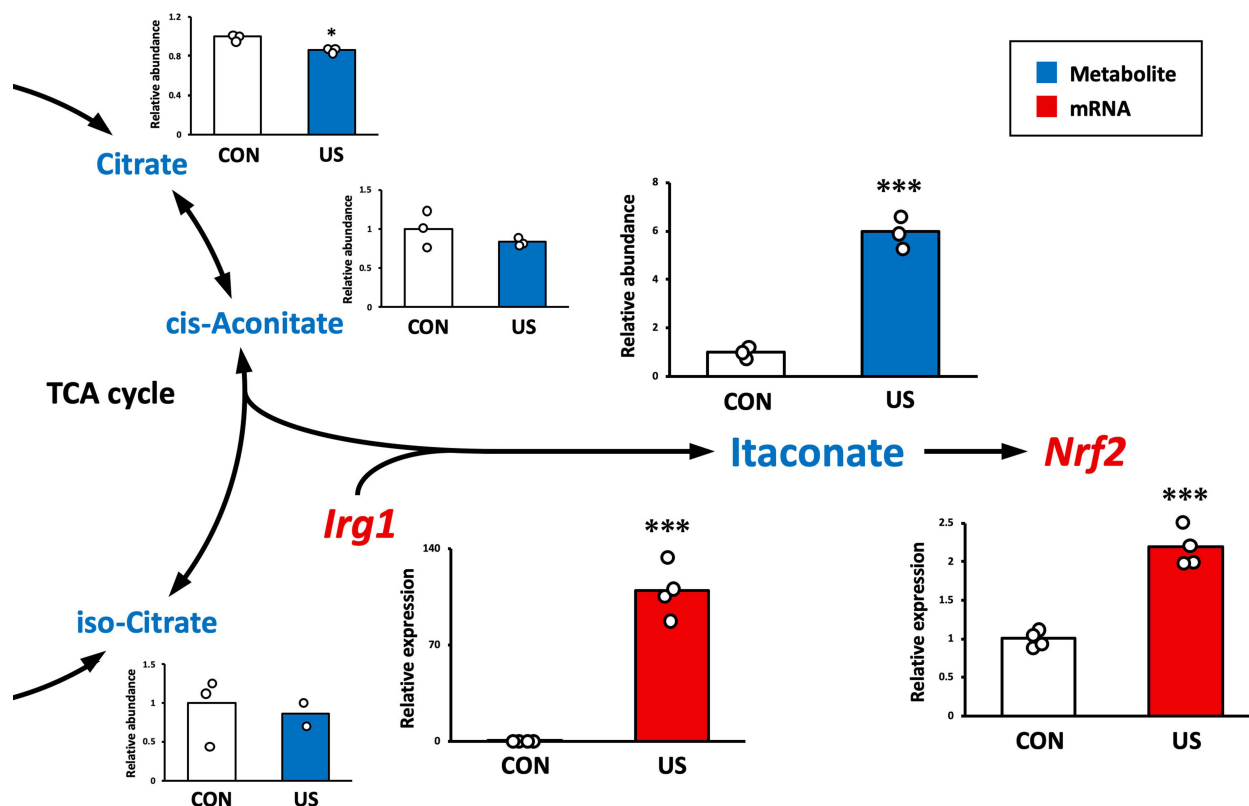 1.2
0.8
0.4
0
Relative abundance
*
CON
US
Metabolite
mRNA
Citrate
1.5
1
0.5
0
Relative abundance
CON
US
8
6
4
2
0
Relative abundance
***
CON
US
cis-Aconitate
TCA cycle
Itaconate
Nrf2
Irg1
140
70
0
Relative expression
***
CON
US
2.5
2
1.5
1
0.5
0
Relative expression
***
CON
US
iso-Citrate
1.5
1
0.5
0
Relative abundance
CON
US